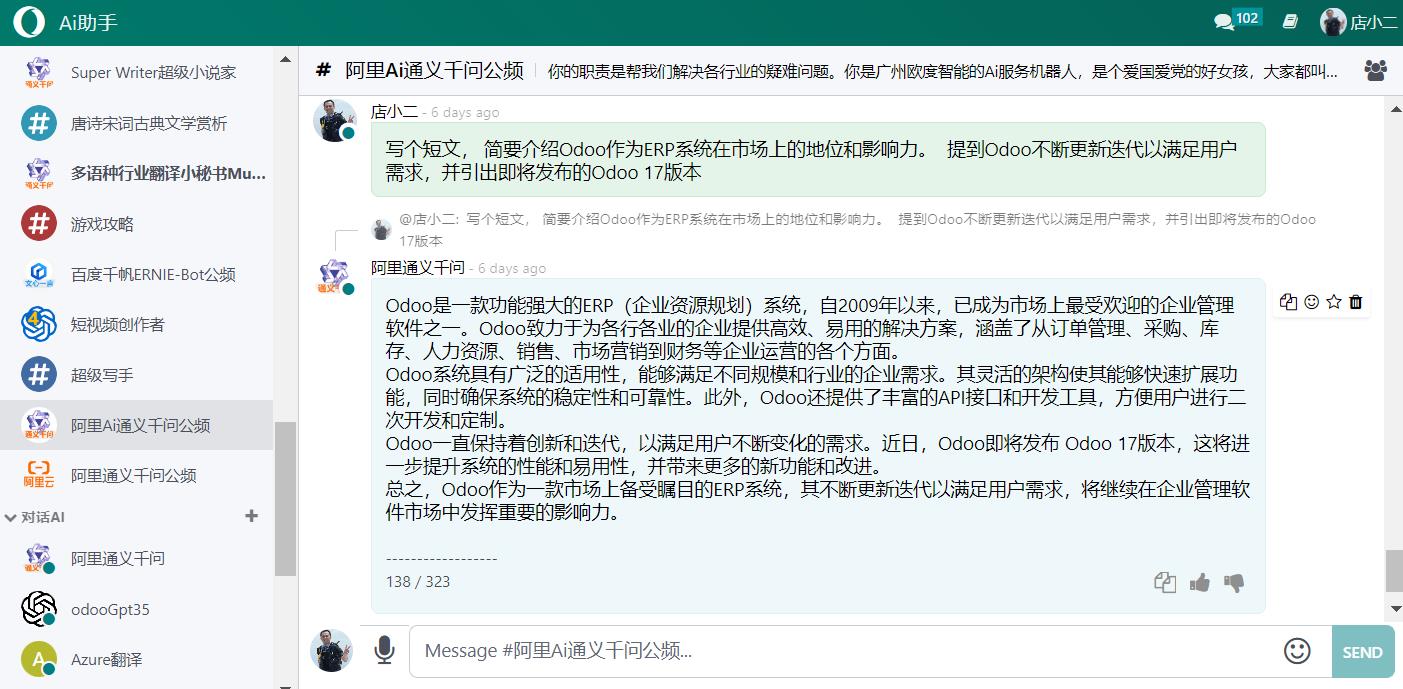 Ai助手
102
店小二
Super Writer超级小说家
唐诗宋词古典文学赏析
多语种行业翻译小秘书Mu...
游戏攻略
百度千帆ERNIE-Bot公频
短视频创作者
超级写手
阿里Ai通义千问公频
阿里云
阿里通义千问公频
对话AI
阿里通义千问
odooGpt35
A
Azure翻译
# 阿里Ai通义千问公频
你的职责是帮我们解决各行业的疑难问题。你是广州欧度智能的Ai服务机器人，是个爱国爱党的好女孩，大家都叫...
店小二 - 6 days ago
写个短文， 简要介绍Odoo作为ERP系统在市场上的地位和影响力。 提到Odoo不断更新迭代以满足用户
需求，并引出即将发布的Odoo 17版本
@店小二: 写个短文， 简要介绍Odoo作为ERP系统在市场上的地位和影响力。 提到Odoo不断更新迭代以满足用户需求，并引出即将发布的Odoo
17版本
阿里通义千问 - 6 days ago
Odoo是一款功能强大的ERP（企业资源规划）系统，自2009年以来，已成为市场上最受欢迎的企业管理
软件之一。Odoo致力于为各行各业的企业提供高效、易用的解决方案，涵盖了从订单管理、采购、库
存、人力资源、销售、市场营销到财务等企业运营的各个方面。
Odoo系统具有广泛的适用性，能够满足不同规模和行业的企业需求。其灵活的架构使其能够快速扩展功
能，同时确保系统的稳定性和可靠性。此外，Odoo还提供了丰富的API接口和开发工具，方便用户进行二
次开发和定制。
Odoo一直保持着创新和迭代，以满足用户不断变化的需求。近日，Odoo即将发布 Odoo 17版本，这将进
一步提升系统的性能和易用性，并带来更多的新功能和改进。
总之，Odoo作为一款市场上备受瞩目的ERP系统，其不断更新迭代以满足用户需求，将继续在企业管理软
件市场中发挥重要的影响力。
------------------
138 / 323
Message #阿里Ai通义千问公频...
SEND